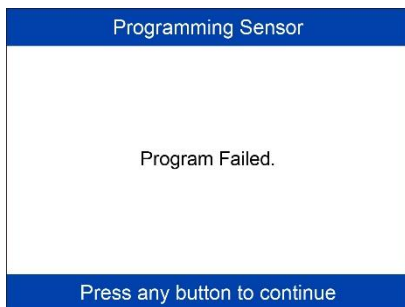 Programming Sensor
Program Failed.
Press any button to continue